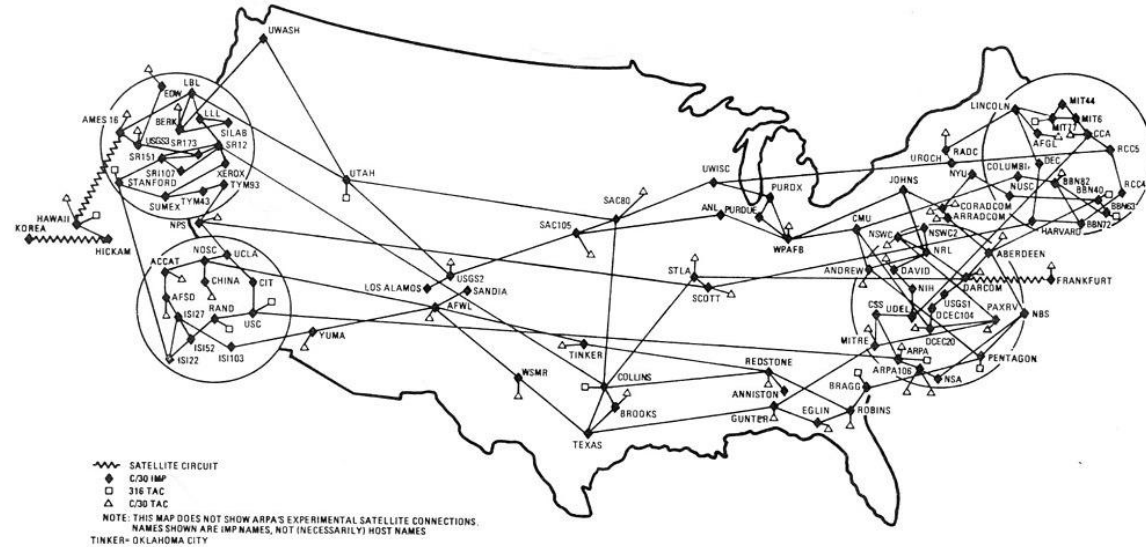 UWASH
EDW
LBL
AMES 16
BERK
LLL
SILAB
USGS3
SR173
SR12
SR151
SRI107
XEROX
STANFORD
TYM93
TYM43
SUMEX
NPS
HAWAII
KOREA
HICKAM
NOSC
UCLA
ACCAT
CHINA
CIT
AFSD
RAND
ISI27
USC
ISI52
ISI22
ISI103
YUMA
UTAH
LOS ALAMOS
USGS2
SANDIA
AFWL
WSMR
TINKER
SAC105
SAC80
UWISC
PURDX
ANL
PURDUE
WPAFB
STLA
SCOTT
COLLINS
BROOKS
TEXAS
REDSTONE
ANNISTON
GUNTER
EGLIN
ROBINS
BRAGG
LINCOLN
MIT44
MIT6
MIT77
CCA
AFGL
RADC
UROCH
RCC5
DEC
COLUMBI
NYU
BBN82
NUSC
BBN40
RCC4
BBN63
BBN72
HARVARD
JOHNS
CORADCOM
ARRADCOM
CMU
NSWC
NSWC2
NRL
ABERDEEN
ANDREW
DAVID
DARCOM
FRANKFURT
NIH
CSS
UDEL
USGS1
DCEC104
PAXRV
NBS
DCEC20
MITRE
ARPA
PENTAGON
ARPA106
NSA
SATELLITE CIRCUIT
C/30 IMP
316 TAC
C/30 TAC
NOTE: THIS MAP DOES NOT SHOW ARPA'S EXPERIMENTAL SATELLITE CONNECTIONS.
NAMES SHOWN ARE IMP NAMES, NOT (NECESSARILY) HOST NAMES
TINKER= OKLAHOMA CITY